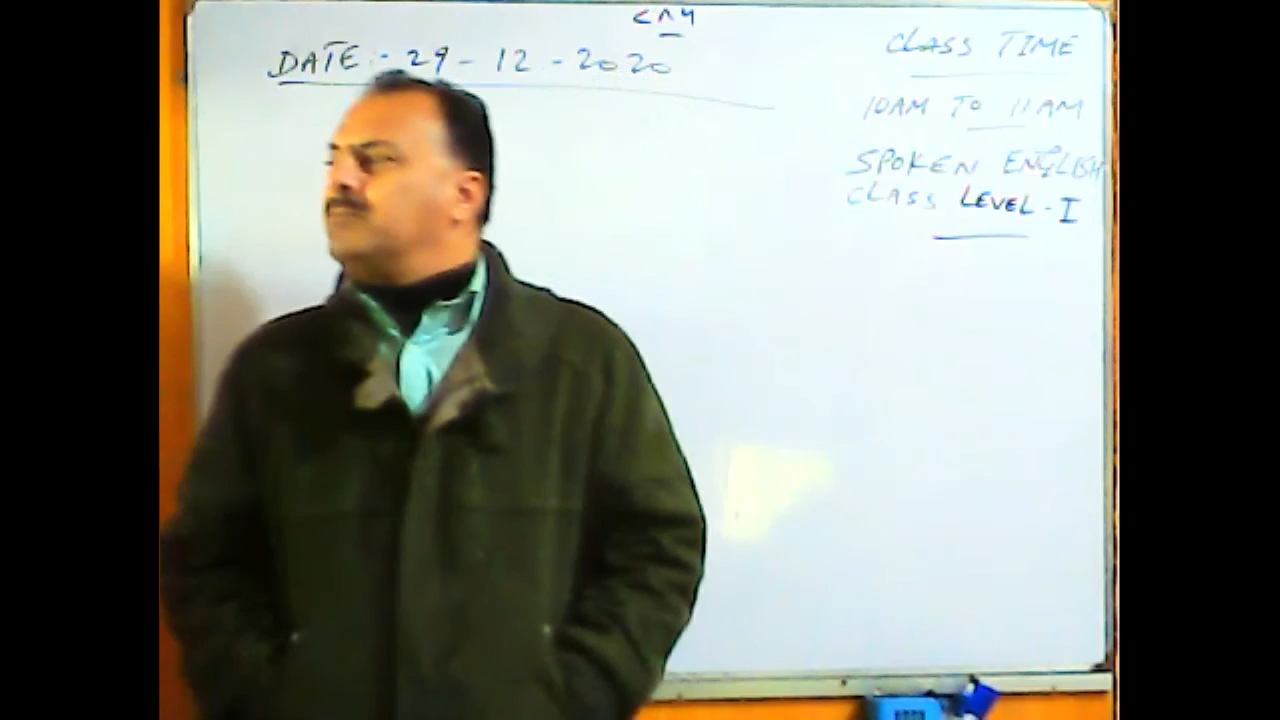 DATE :- 29 - 12 - 2020
CLASS TIME
10AM TO 11AM
SPOKEN ENGLISH
CLASS LEVEL - I